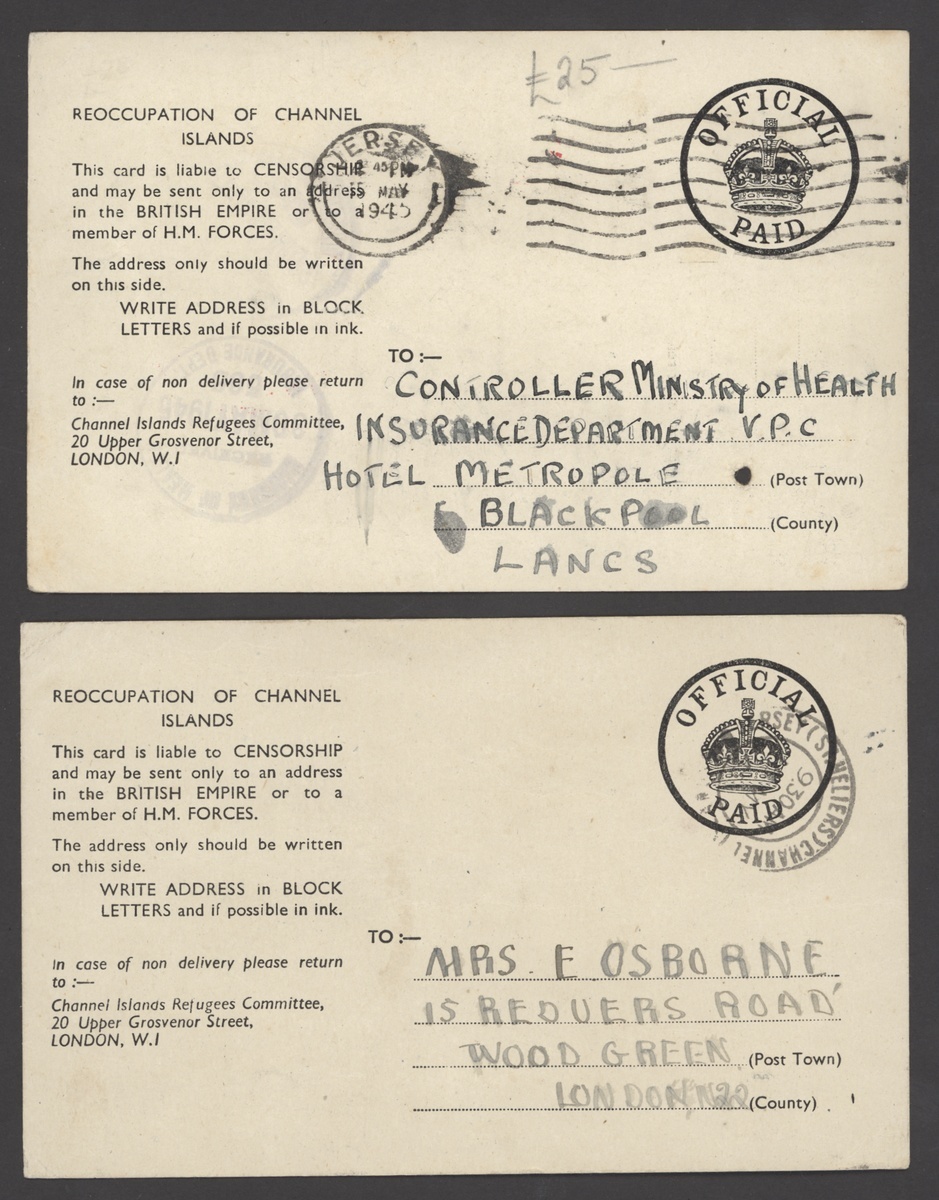 £25 —
REOCCUPATION OF CHANNEL
ISLANDS
This card is liable to CENSORSHIP
and may be sent only to an address
in the BRITISH EMPIRE or to a
member of H.M. FORCES.
The address only should be written
on this side.
WRITE ADDRESS in BLOCK
LETTERS and if possible in ink.
In case of non delivery please return
to :—
Channel Islands Refugees Committee,
20 Upper Grosvenor Street,
LONDON, W.I
JERSEY
45 PM
15 MAY
1945
OFFICIAL
PAID
TO :—
CONTROLLER MINISTRY OF HEALTH
INSURANCE DEPARTMENT V.P.C
HOTEL METROPOLE (Post Town)
BLACKPOOL (County)
LANCS
REOCCUPATION OF CHANNEL
ISLANDS
This card is liable to CENSORSHIP
and may be sent only to an address
in the BRITISH EMPIRE or to a
member of H.M. FORCES.
The address only should be written
on this side.
WRITE ADDRESS in BLOCK
LETTERS and if possible in ink.
In case of non delivery please return
to :—
Channel Islands Refugees Committee,
20 Upper Grosvenor Street,
LONDON, W.I
OFFICIAL
PAID
CHANNEL
TO :—
MRS. E OSBORNE
15 REDVERS ROAD
WOOD GREEN (Post Town)
LONDON, N22 (County)